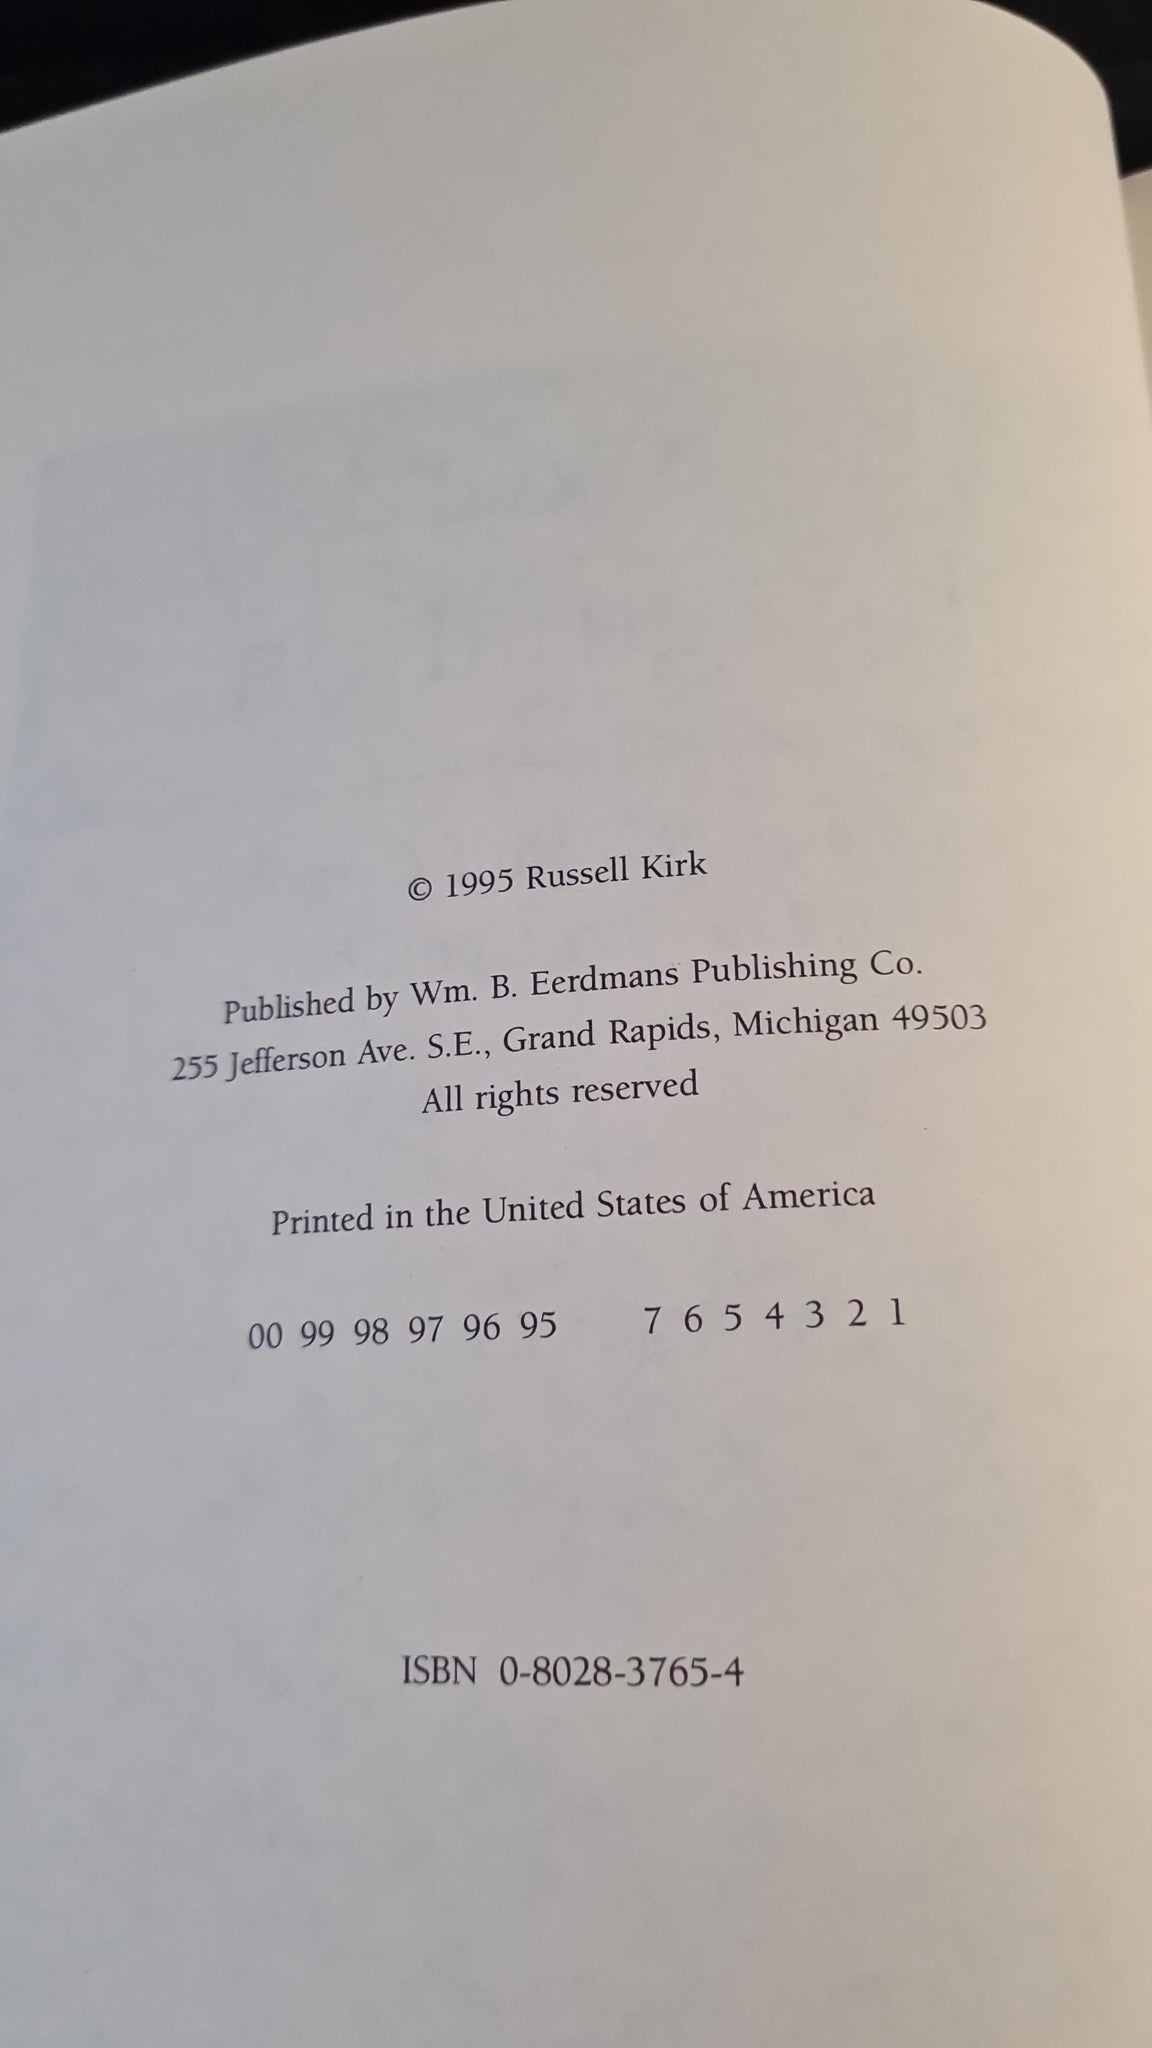 © 1995 Russell Kirk
Published by Wm. B. Eerdmans Publishing Co.
255 Jefferson Ave. S.E., Grand Rapids, Michigan 49503
All rights reserved
Printed in the United States of America
00 99 98 97 96 95 7 6 5 4 3 2 1
ISBN 0-8028-3765-4